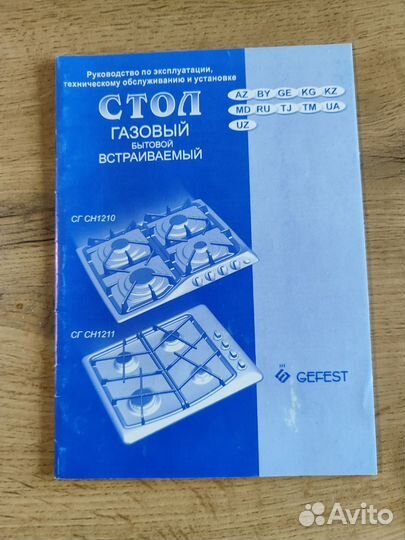 Руководство по эксплуатации,
техническому обслуживанию и установке
СТОЛ
ГАЗОВЫЙ
БЫТОВОЙ
ВСТРАИВАЕМЫЙ
AZ BY GE KG KZ
MD RU TJ TM UA
UZ
СГ СН1210
СГ СН1211
GEFEST
Avito